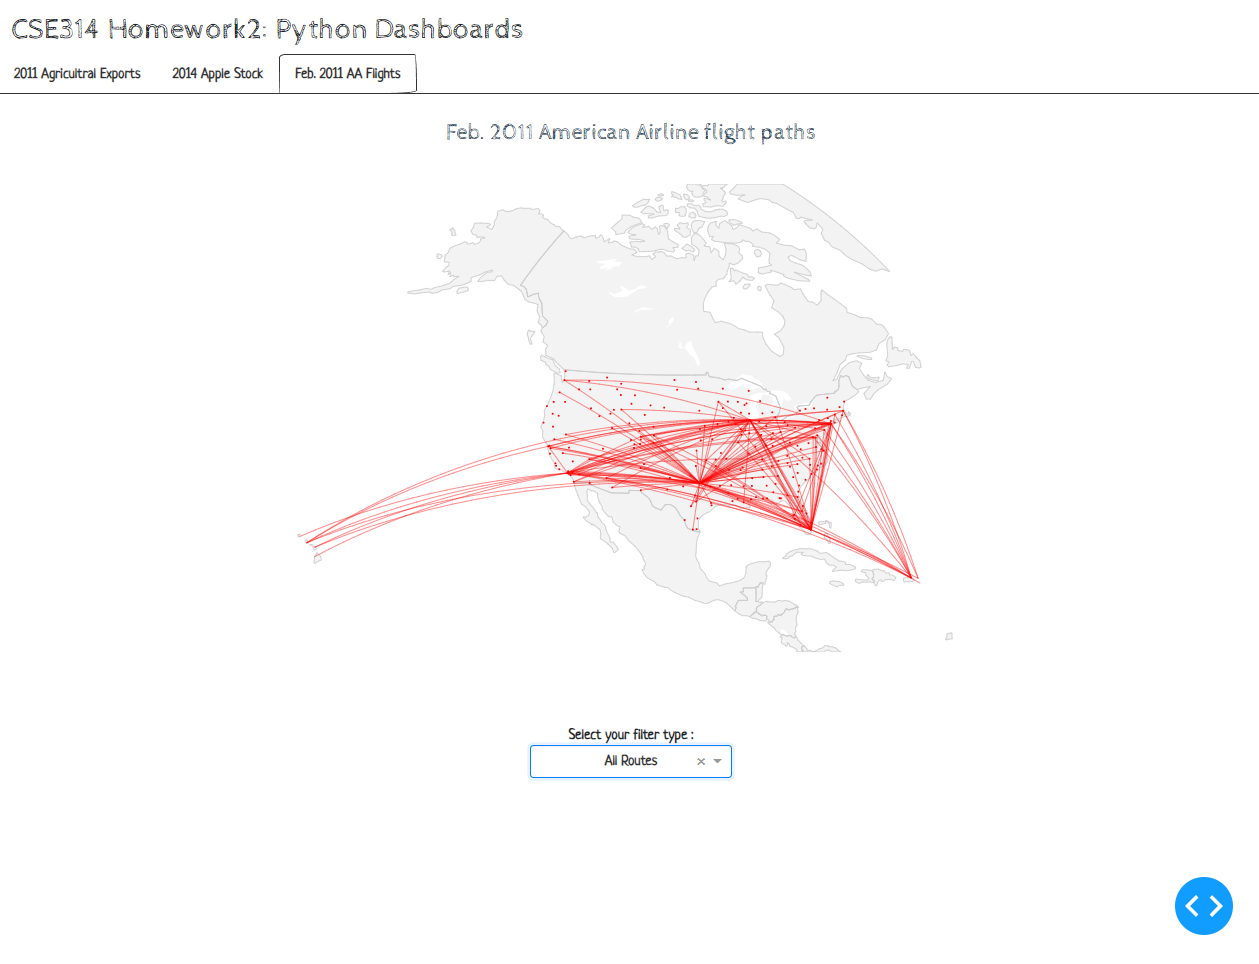 CSE314 Homework2: Python Dashboards
2011 Agricultral Exports
2014 Apple Stock
Feb. 2011 AA Flights
Feb. 2011 American Airline flight paths
Select your filter type :
All Routes